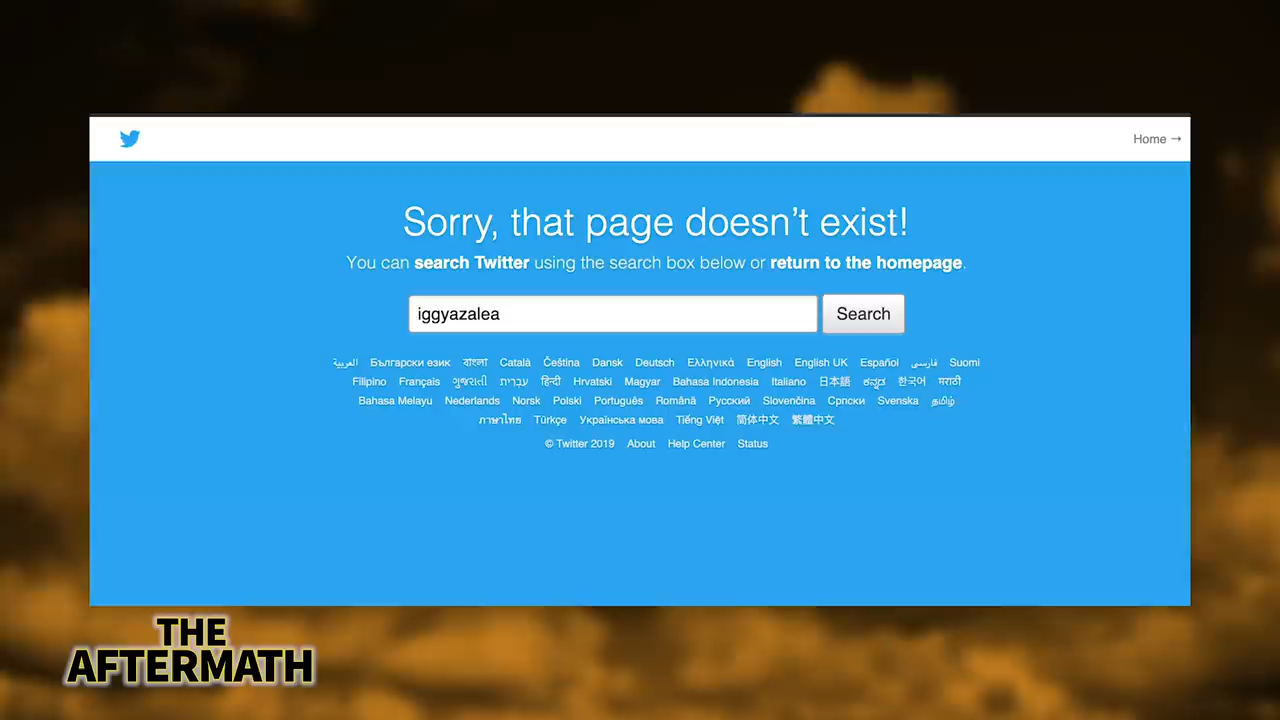 Home →
Sorry, that page doesn’t exist!
You can search Twitter using the search box below or return to the homepage.
iggyazalea Search
العربية Български език বাংলা Català Čeština Dansk Deutsch Ελληνικά English English UK Español فارسی Suomi
Filipino Français ગુજરાતી עִבְרִית हिन्दी Hrvatski Magyar Bahasa Indonesia Italiano 日本語 ಕನ್ನಡ 한국어 मराठी
Bahasa Melayu Nederlands Norsk Polski Português Română Русский Slovenčina Српски Svenska தமிழ்
ภาษาไทย Türkçe Українська мова Tiếng Việt 简体中文 繁體中文
© Twitter 2019 About Help Center Status
THE
AFTERMATH